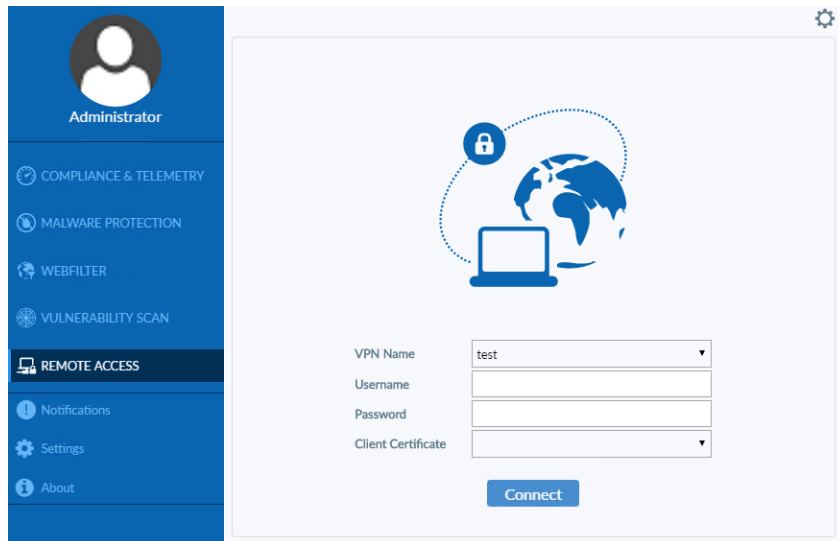 Administrator
COMPLIANCE & TELEMETRY
MALWARE PROTECTION
WEBFILTER
VULNERABILITY SCAN
REMOTE ACCESS
Notifications
Settings
About
VPN Name test
Username
Password
Client Certificate
Connect